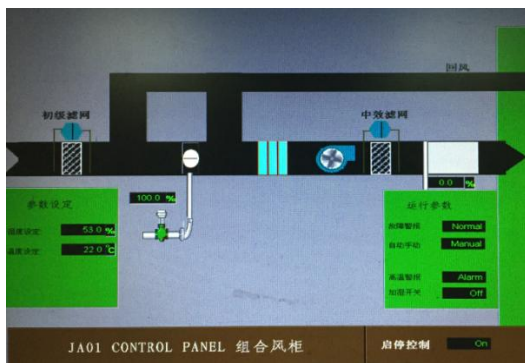 回风
初级滤网
中效滤网
100.0 %
0.0 %
参数设定
湿度设定: 53.0 %
温度设定: 22.0 °C
运行参数
故障警报 Normal
自动手动 Manual
高温警报 Alarm
加湿开关 Off
JA01 CONTROL PANEL 组合风柜
启停控制 On